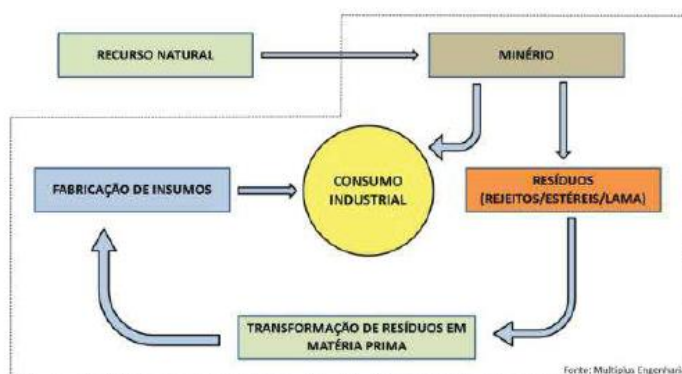 RECURSO NATURAL
MINÉRIO
FABRICAÇÃO DE INSUMOS
CONSUMO
INDUSTRIAL
RESÍDUOS
(REJEITOS/ESTÉREIS/LAMA)
TRANSFORMAÇÃO DE RESÍDUOS EM
MATÉRIA PRIMA
Fonte: Multiplus Engenhari